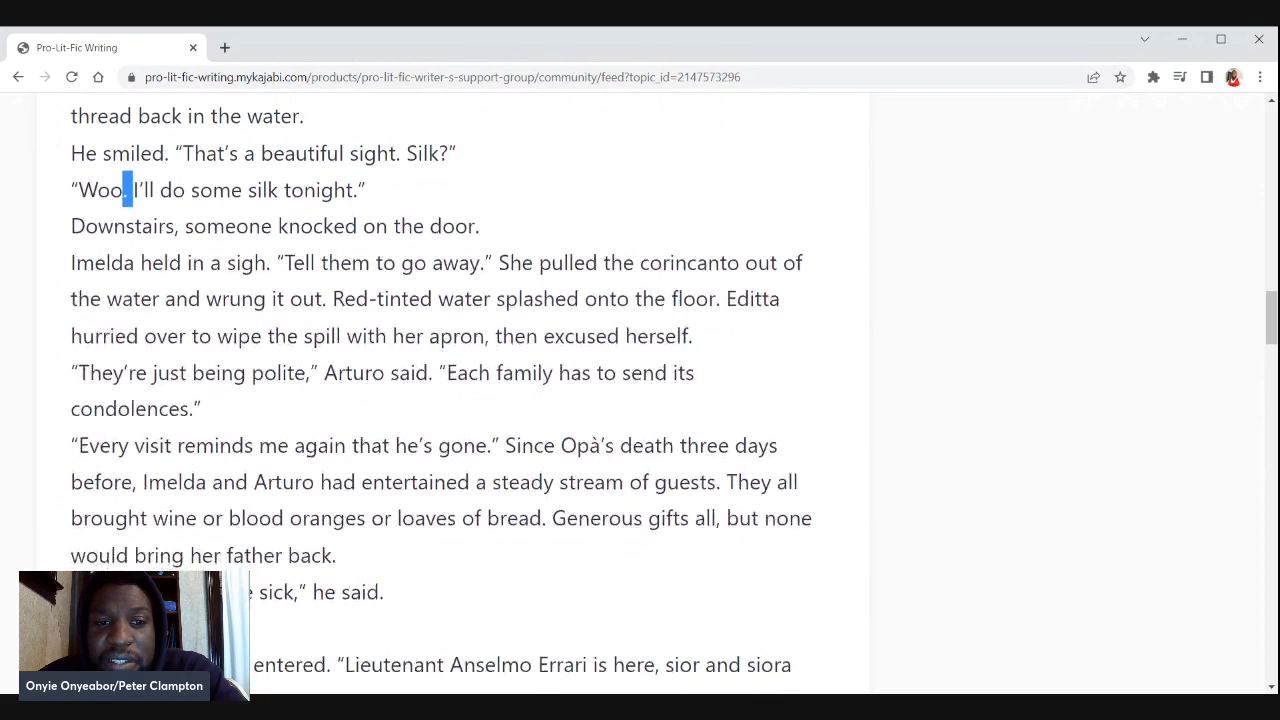 Pro-Lit-Fic Writing
pro-lit-fic-writing.mykajabi.com/products/pro-lit-fic-writer-s-support-group/community/feed?topic_id=2147573296
thread back in the water.
He smiled. “That’s a beautiful sight. Silk?”
“Woo. I’ll do some silk tonight.”
Downstairs, someone knocked on the door.
Imelda held in a sigh. “Tell them to go away.” She pulled the corincanto out of
the water and wrung it out. Red-tinted water splashed onto the floor. Editta
hurried over to wipe the spill with her apron, then excused herself.
“They’re just being polite,” Arturo said. “Each family has to send its
condolences.”
“Every visit reminds me again that he’s gone.” Since Opà’s death three days
before, Imelda and Arturo had entertained a steady stream of guests. They all
brought wine or blood oranges or loaves of bread. Generous gifts all, but none
would bring her father back.
sick,” he said.
entered. “Lieutenant Anselmo Errari is here, sior and siora
Onyie Onyeabor/Peter Clampton